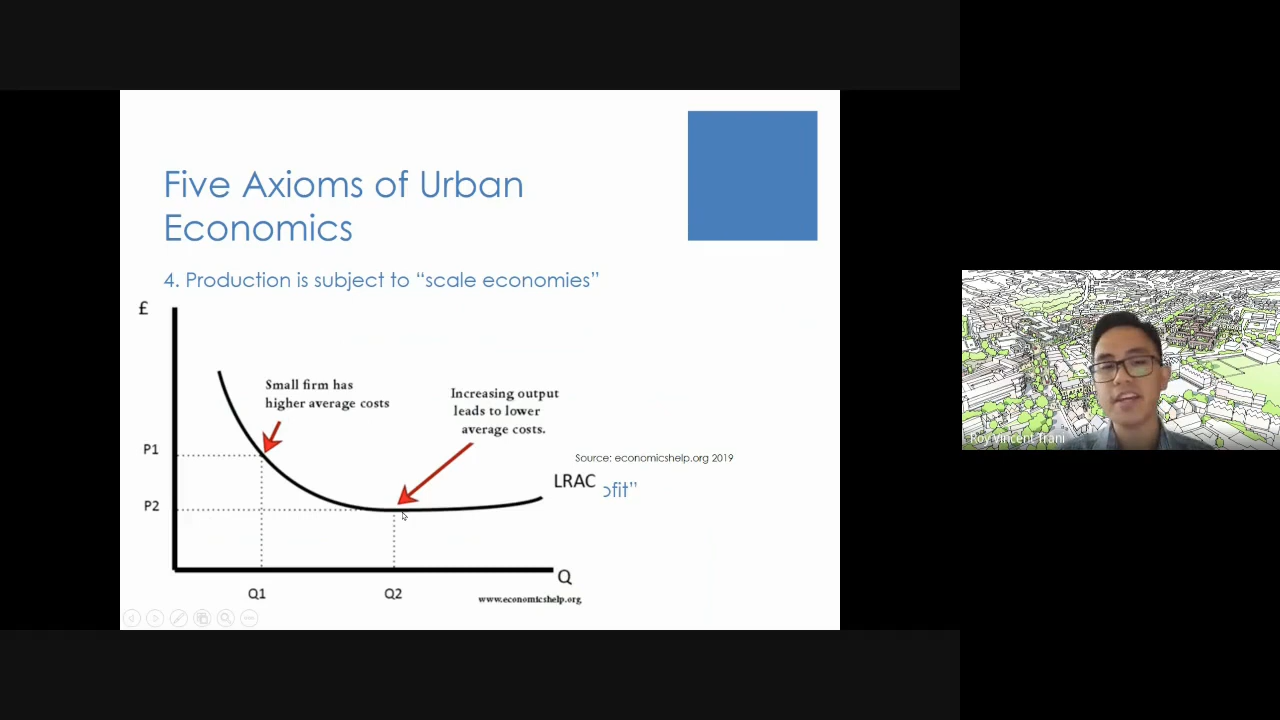 Five Axioms of Urban
Economics
4. Production is subject to “scale economies”
£
Small firm has
higher average costs
Increasing output
leads to lower
average costs.
P1
Source: economicshelp.org 2019
LRAC
ofit”
P2
Q
Q1
Q2
www.economicshelp.org
Roy Vincent Trani